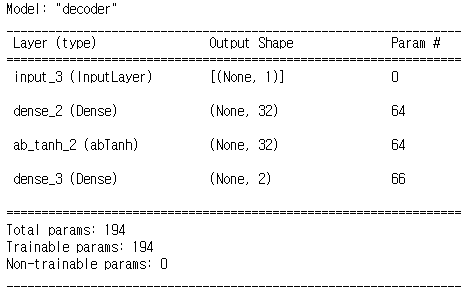 Model: "decoder"
_________________________________________________________________
Layer (type) Output Shape Param #
=================================================================
input_3 (InputLayer) [(None, 1)] 0
dense_2 (Dense) (None, 32) 64
ab_tanh_2 (abTanh) (None, 32) 64
dense_3 (Dense) (None, 2) 66
=================================================================
Total params: 194
Trainable params: 194
Non-trainable params: 0
_________________________________________________________________